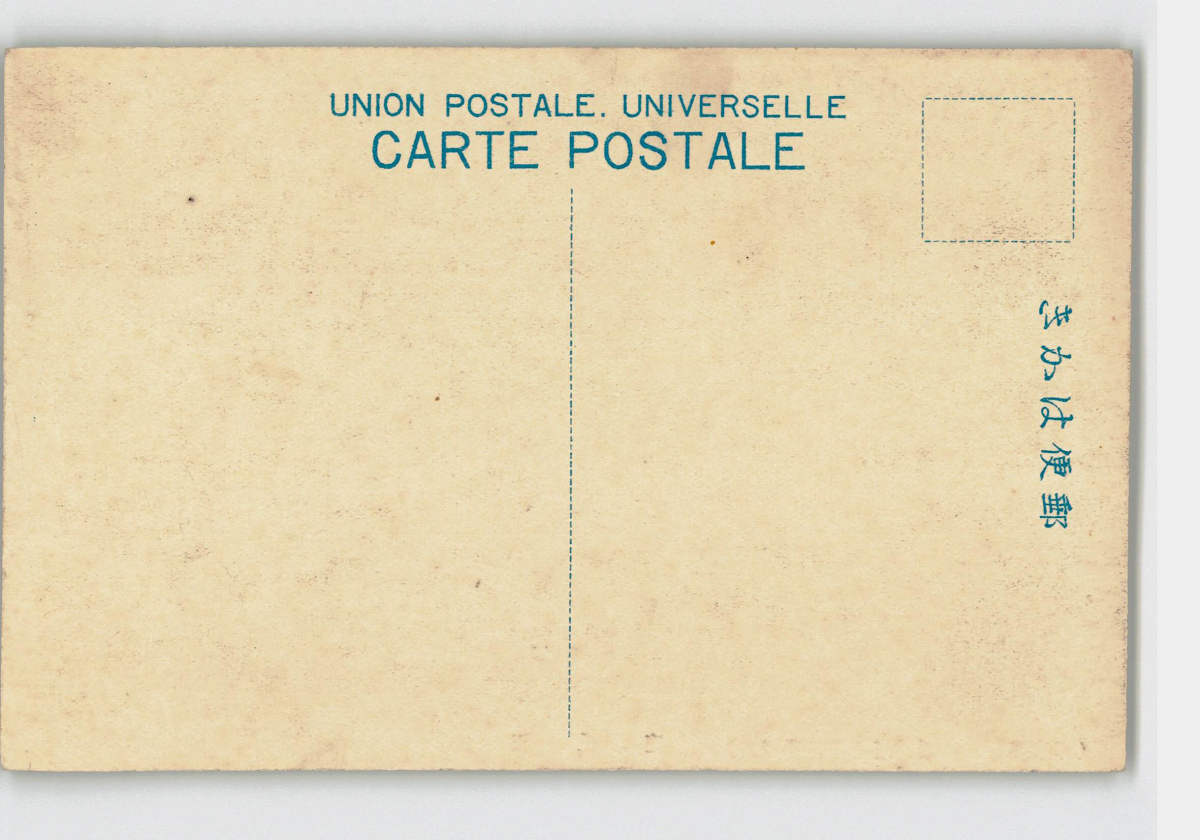 UNION POSTALE. UNIVERSELLE
CARTE POSTALE
郵便はかき